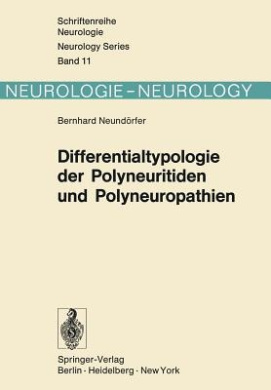 Schriftenreihe
Neurologie
Neurology Series
Band 11
NEUROLOGIE–NEUROLOGY
Bernhard Neundörfer
Differentialtypologie
der Polyneuritiden
und Polyneuropathien
Springer-Verlag
Berlin · Heidelberg · New York